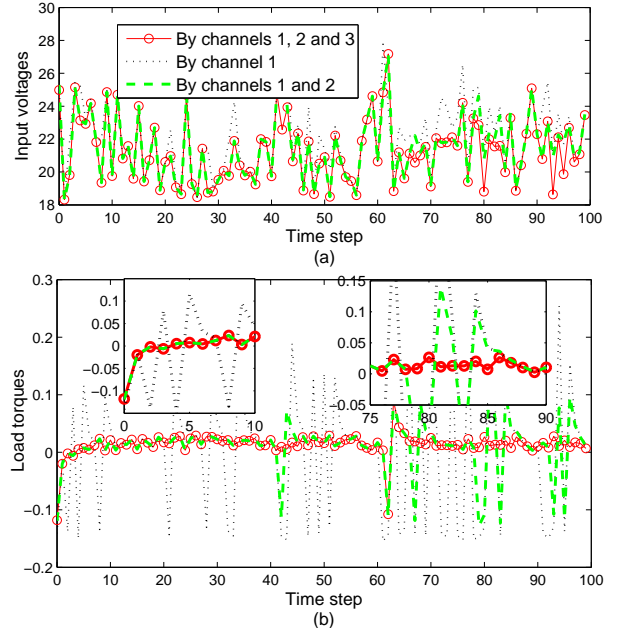 30
28
26
24
22
20
18
Input voltages
By channels 1, 2 and 3
By channel 1
By channels 1 and 2
0 10 20 30 40 50 60 70 80 90 100
Time step
(a)
0.3
0.2
0.1
0
−0.1
−0.2
Load torques
0.1
0.05
0
−0.05
−0.1
0 5 10
0.15
0.1
0.05
0
−0.05
75 80 85 90
0 10 20 30 40 50 60 70 80 90 100
Time step
(b)